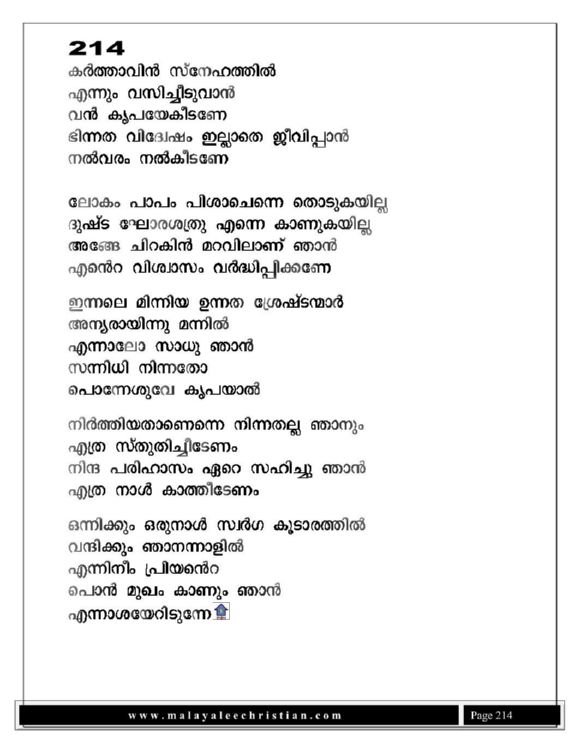 214
കർത്താവിൻ സ്നേഹത്തിൽ
എന്നും വസിച്ചീടുവാൻ
വൻ കൃപയേകീടണേ
ഭിന്നത വിദ്വേഷം ഇല്ലാതെ ജീവിപ്പാൻ
നൽവരം നൽകീടണേ
ലോകം പാപം പിശാചെന്നെ തൊടുകയില്ല
ദുഷ്ട ഘോരശത്രു എന്നെ കാണുകയില്ല
അങ്ങേ ചിറകിൻ മറവിലാണ് ഞാൻ
എൻെറ വിശ്വാസം വർദ്ധിപ്പിക്കണേ
ഇന്നലെ മിന്നിയ ഉന്നത ശ്രേഷ്ടന്മാർ
അന്യരായിന്നു മന്നിൽ
എന്നാലോ സാധു ഞാൻ
സന്നിധി നിന്നതോ
പൊന്നേശുവേ കൃപയാൽ
നിർത്തിയതാണെന്നെ നിന്നതല്ല ഞാനും
എത്ര സ്തുതിച്ചീടേണം
നിന്ദ പരിഹാസം ഏറെ സഹിച്ചു ഞാൻ
എത്ര നാൾ കാത്തീടേണം
ഒന്നിക്കും ഒരുനാൾ സ്വർഗ കൂടാരത്തിൽ
വന്ദിക്കും ഞാനന്നാളിൽ
എന്നിനീം പ്രിയൻെറ
പൊൻ മുഖം കാണും ഞാൻ
എന്നാശയേറിടുന്നേ
www.malayaleechristian.com
Page 214